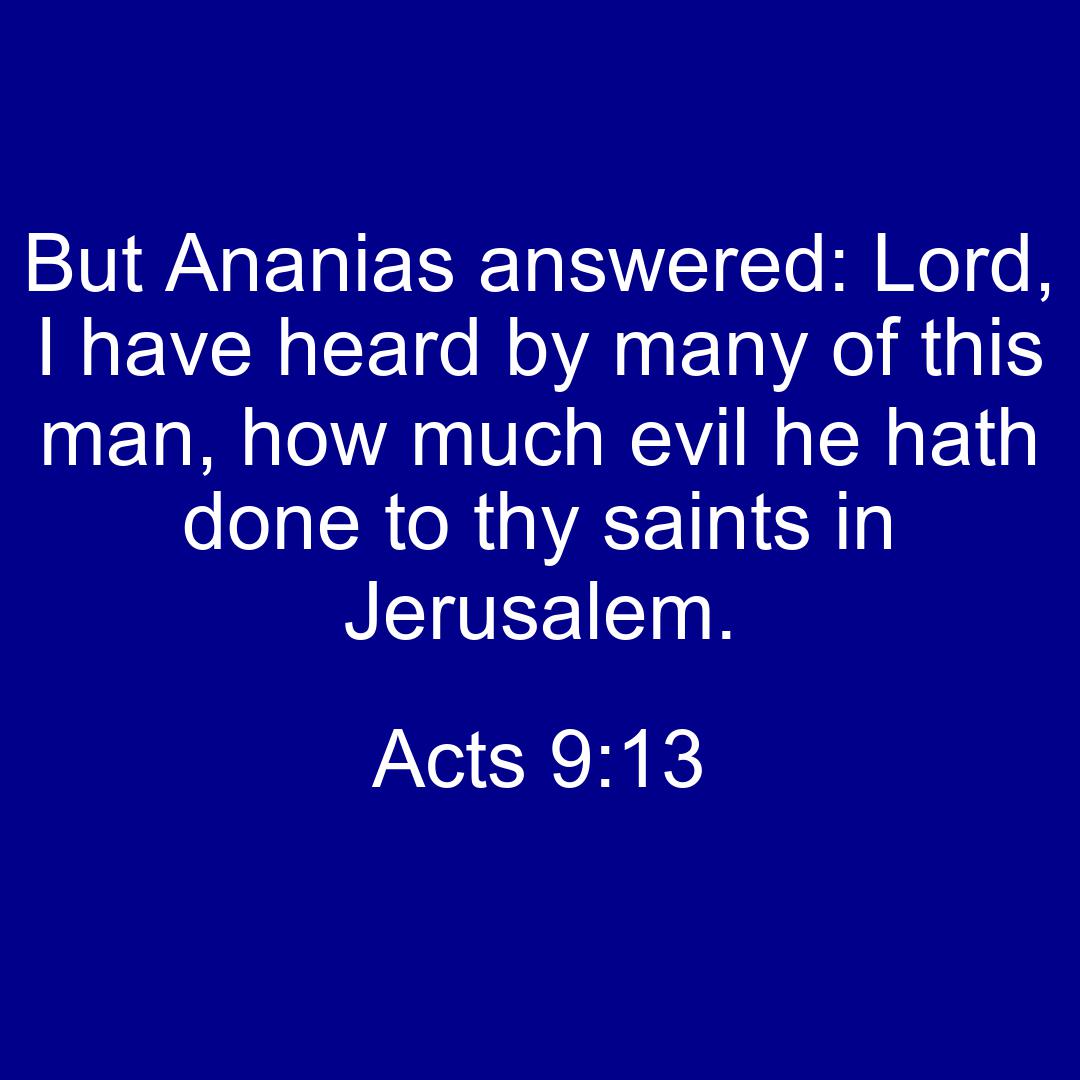 But Ananias answered: Lord,
I have heard by many of this
man, how much evil he hath
done to thy saints in
Jerusalem.
Acts 9:13